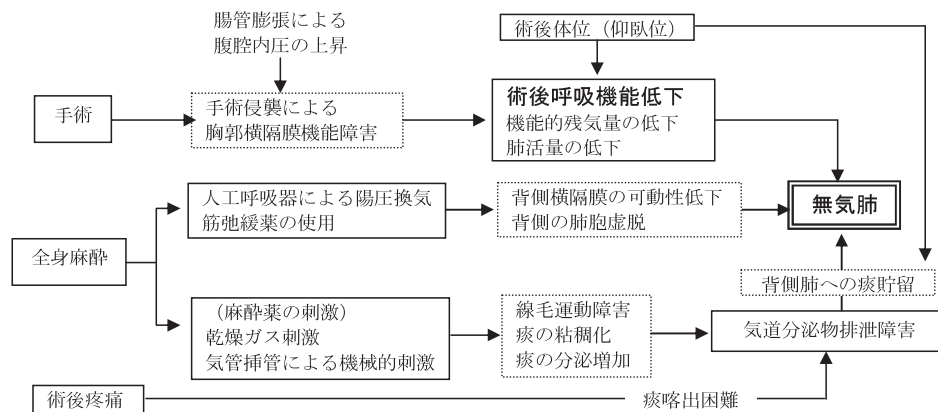 腸管膨張による
腹腔内圧の上昇
術後体位（仰臥位）
手術
手術侵襲による
胸郭横隔膜機能障害
術後呼吸機能低下
機能的残気量の低下
肺活量の低下
人工呼吸器による陽圧換気
筋弛緩薬の使用
背側横隔膜の可動性低下
背側の肺胞虚脱
無気肺
全身麻酔
背側肺への痰貯留
（麻酔薬の刺激）
乾燥ガス刺激
気管挿管による機械的刺激
線毛運動障害
痰の粘稠化
痰の分泌増加
気道分泌物排泄障害
術後疼痛
痰喀出困難